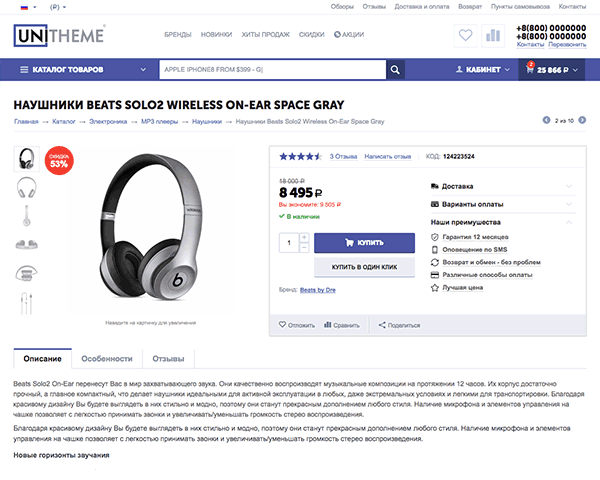 (₽)
Обзоры Отзывы Доставка и оплата Возврат Пункты самовывоза Контакты
UNITHEME
БРЕНДЫ НОВИНКИ ХИТЫ ПРОДАЖ СКИДКИ АКЦИИ
+8(800) 0000000
+8(800) 0000000
Контакты Перезвонить
КАТАЛОГ ТОВАРОВ
APPLE IPHONE8 FROM $399 - G|
КАБИНЕТ
2
25 866 ₽
НАУШНИКИ BEATS SOLO2 WIRELESS ON-EAR SPACE GRAY
Главная → Каталог → Электроника → MP3 плееры → Наушники → Наушники Beats Solo2 Wireless On-Ear Space Gray
2 из 10
СКИДКА
53%
3 Отзыва Написать отзыв КОД: 124223524
18 000 ₽
8 495 ₽
Вы экономите: 9 505 ₽
В наличии
1 + −
КУПИТЬ
КУПИТЬ В ОДИН КЛИК
Бренд: Beats by Dre
Доставка
Варианты оплаты
Наши преимущества
Гарантия 12 месяцев
Оповещение по SMS
Возврат и обмен - без проблем
Различные способы оплаты
Лучшая цена
Наведите на картинку для увеличения
Отложить Сравнить Поделиться
Описание Особенности Отзывы
Beats Solo2 On-Ear перенесут Вас в мир захватывающего звука. Они качественно воспроизводят музыкальные композиции на протяжении 12 часов. Их корпус достаточно
прочный, а главное компактный, что делает наушники идеальными для активной эксплуатации в любых, даже экстремальных условиях и легкими для транспортировки. Благодаря
красивому дизайну Вы будете выглядеть в них стильно и модно, поэтому они станут прекрасным дополнением любого стиля. Наличие микрофона и элементов управления на
чашке позволяет с легкостью принимать звонки и увеличивать/уменьшать громкость стерео воспроизведения.
Благодаря красивому дизайну Вы будете выглядеть в них стильно и модно, поэтому они станут прекрасным дополнением любого стиля. Наличие микрофона и элементов
управления на чашке позволяет с легкостью принимать звонки и увеличивать/уменьшать громкость стерео воспроизведения.
Новые горизонты звучания